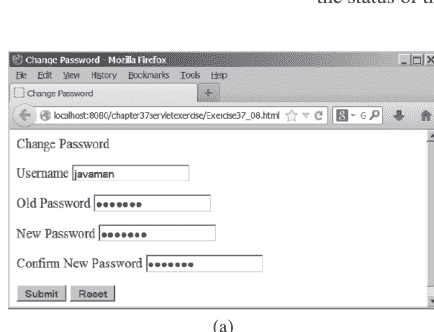 the status of th
Change Password - Mozilla Firefox
File Edit View History Bookmarks Tools Help
Change Password
localhost:8080/chapter37servletexercise/Exercise37_08.html
Change Password
Username javaman
Old Password •••••••
New Password •••••••
Confirm New Password •••••••
Submit Reset
(a)